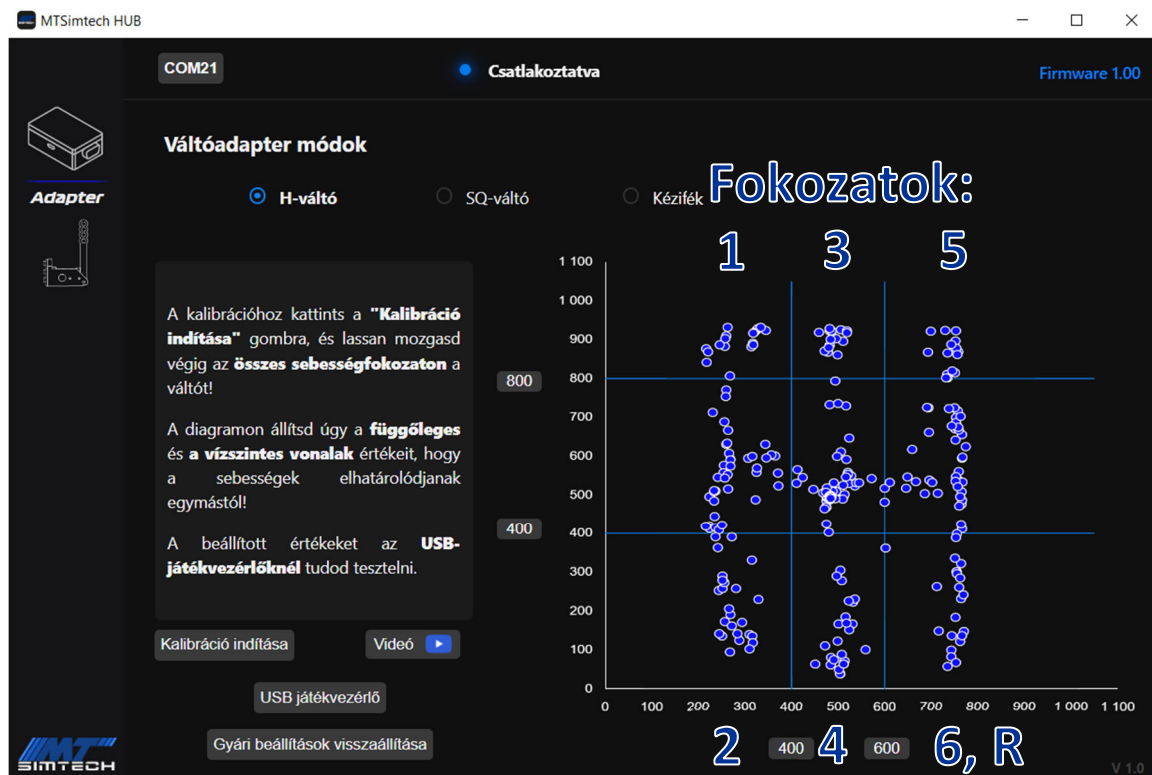 MTSimtech HUB
COM21
Csatlakoztatva
Firmware 1.00
Adapter
Váltóadapter módok
H-váltó
SQ-váltó
Kézifék
Fokozatok:
1 3 5
A kalibrációhoz kattints a "Kalibráció
indítása" gombra, és lassan mozgasd
végig az összes sebességfokozaton a
váltót!
A diagramon állítsd úgy a függőleges
és a vízszintes vonalak értékeit, hogy
a sebességek elhatárolódjanak
egymástól!
A beállított értékeket az USB-
játékvezérlőknél tudod tesztelni.
Kalibráció indítása
Videó
USB játékvezérlő
Gyári beállítások visszaállítása
800
400
1 100
1 000
900
800
700
600
500
400
300
200
100
0
0 100 200 300 400 500 600 700 800 900 1 000 1 100
2 400 4 600 6, R
MT
SIMTECH
V 1.0